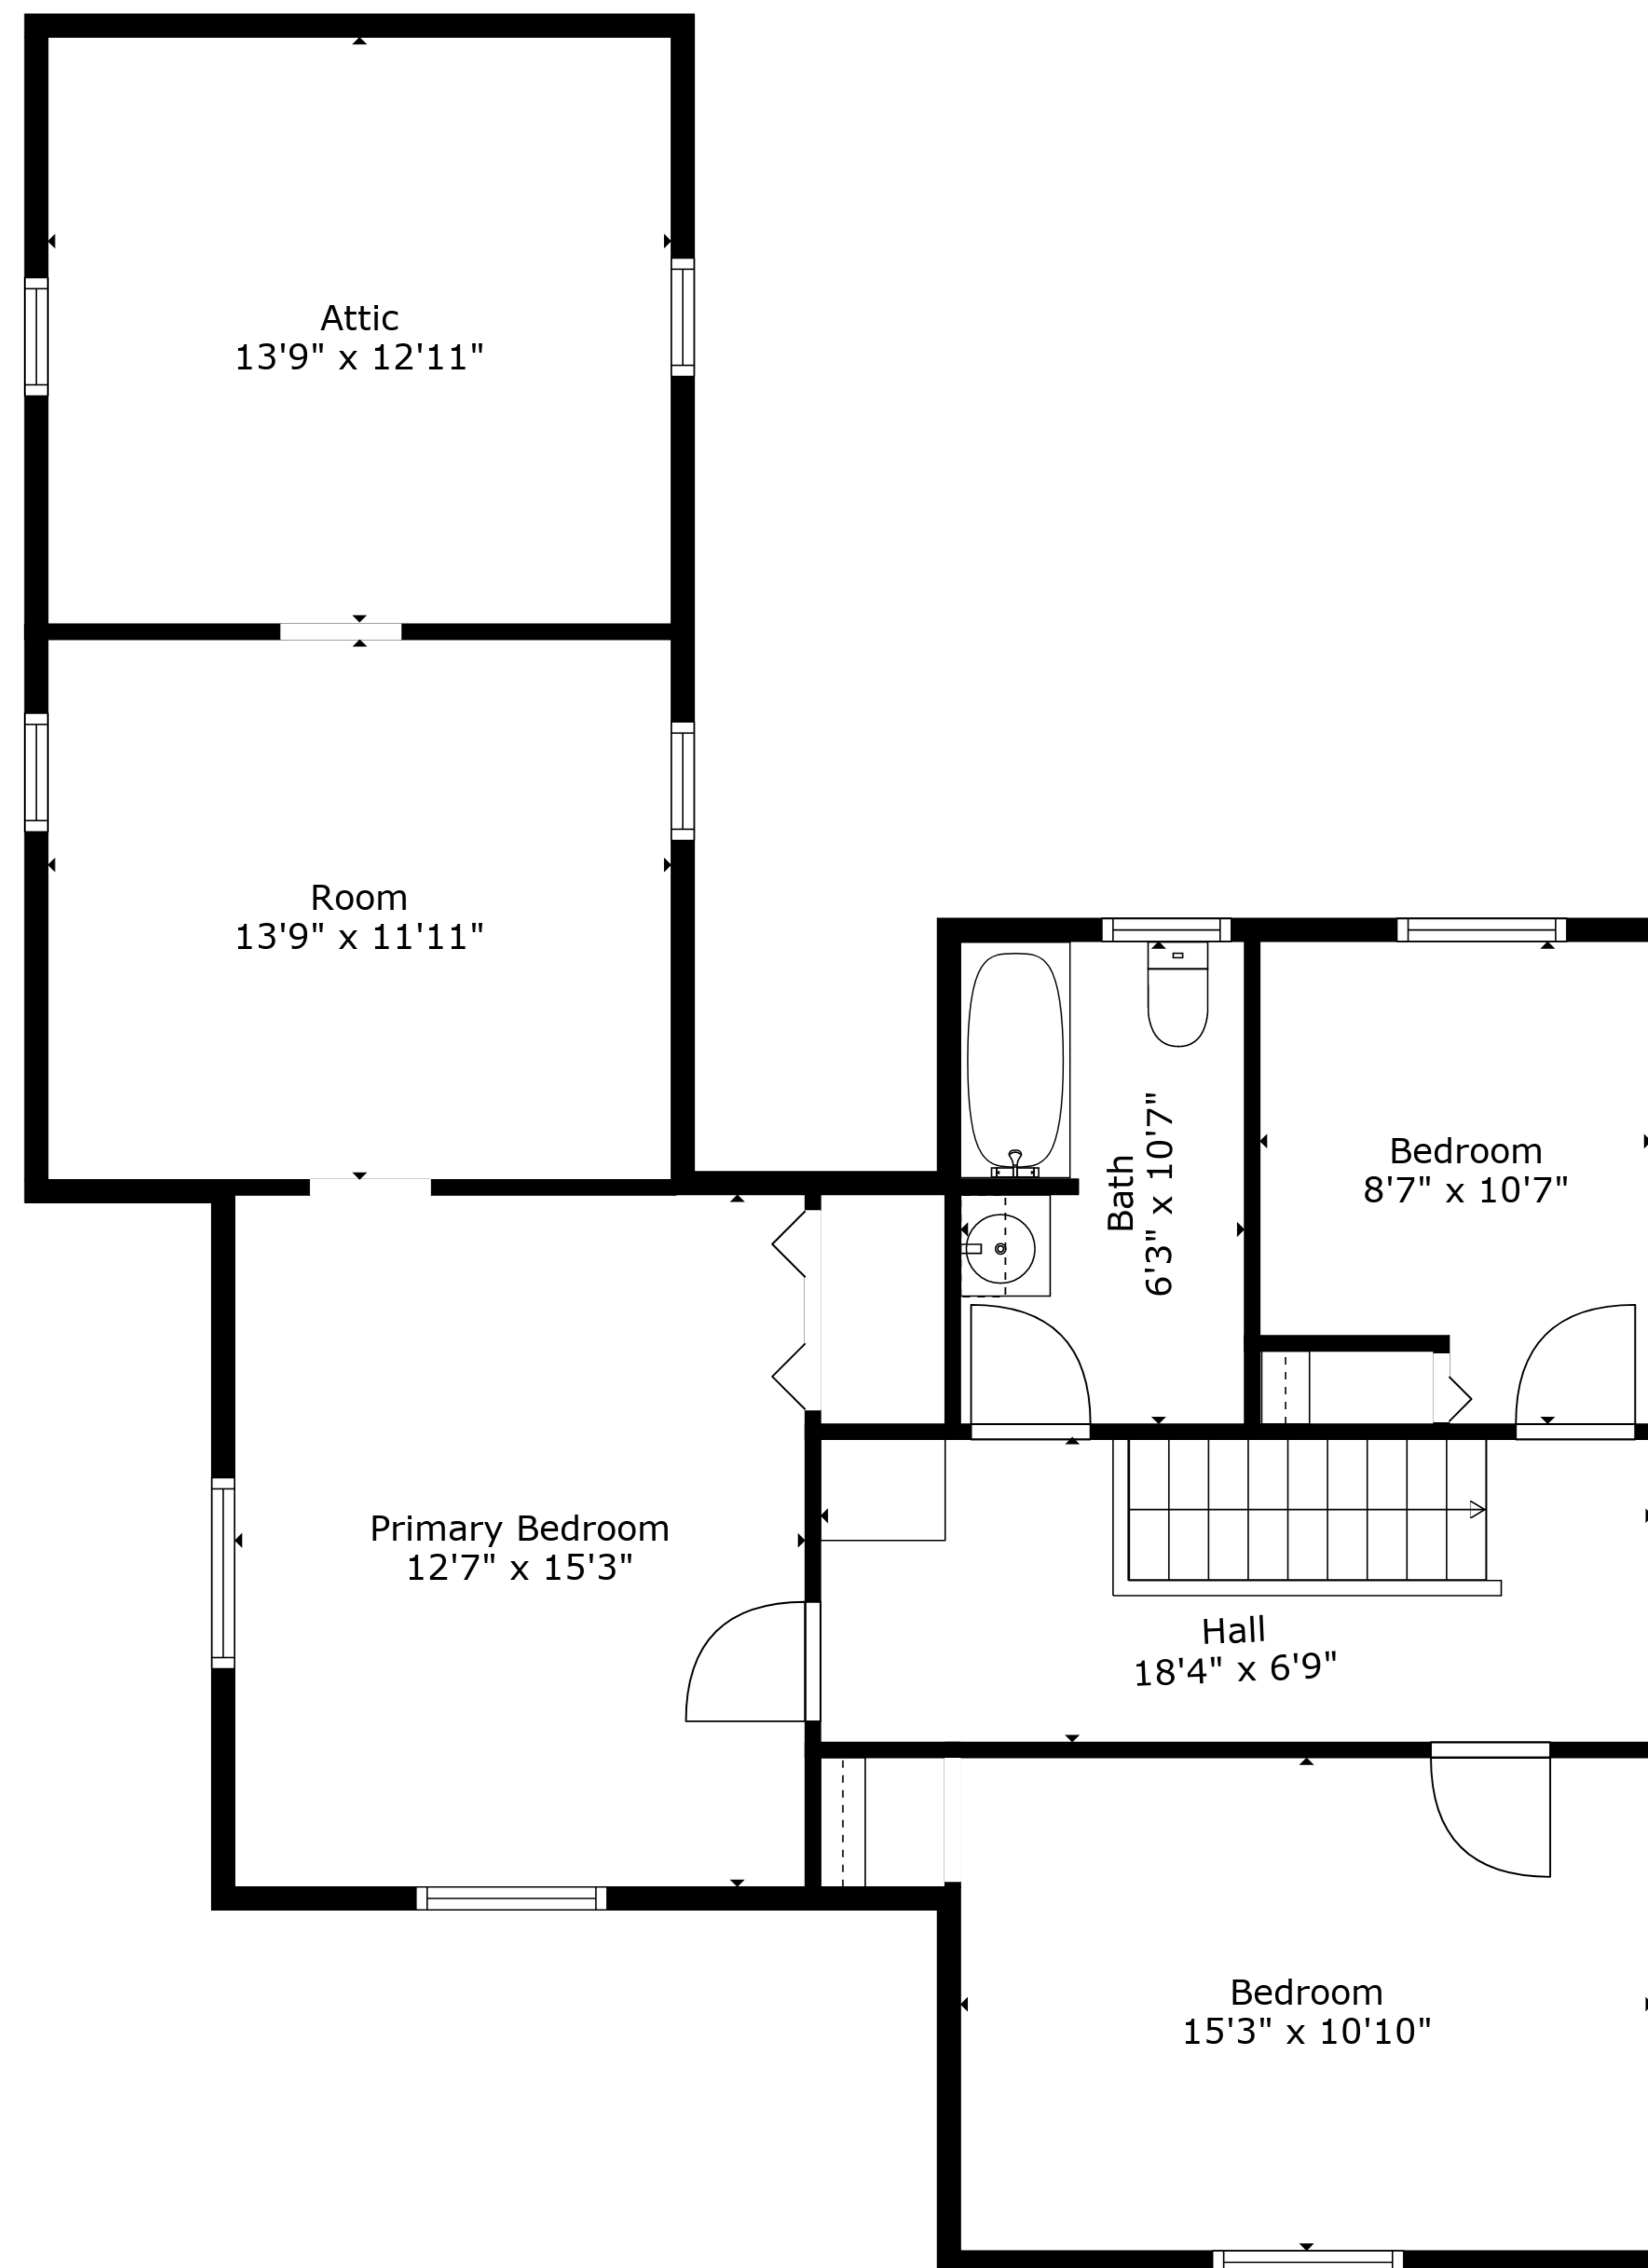 Attic
13'9" x 12'11"
Room
13'9" x 11'11"
Bath
6'3" x 10'7"
Bedroom
8'7" x 10'7"
Primary Bedroom
12'7" x 15'3"
Hall
18'4" x 6'9"
Bedroom
15'3" x 10'10"